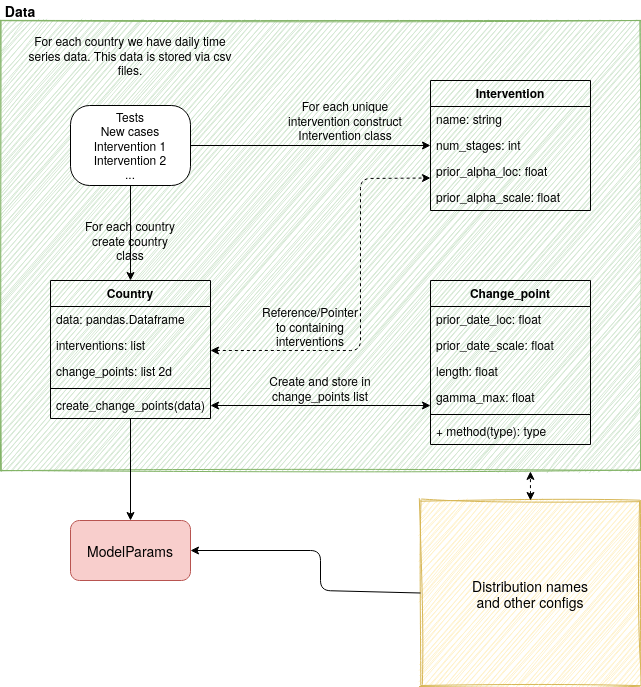 Data
For each country we have daily time
series data. This data is stored via csv
files.
Tests
New cases
Intervention 1
Intervention 2
...
For each unique
intervention construct
Intervention class
Intervention
name: string
num_stages: int
prior_alpha_loc: float
prior_alpha_scale: float
For each country
create country
class
Country
data: pandas.Dataframe
interventions: list
change_points: list 2d
create_change_points(data)
Reference/Pointer
to containing
interventions
Create and store in
change_points list
Change_point
prior_date_loc: float
prior_date_scale: float
length: float
gamma_max: float
+ method(type): type
ModelParams
Distribution names
and other configs